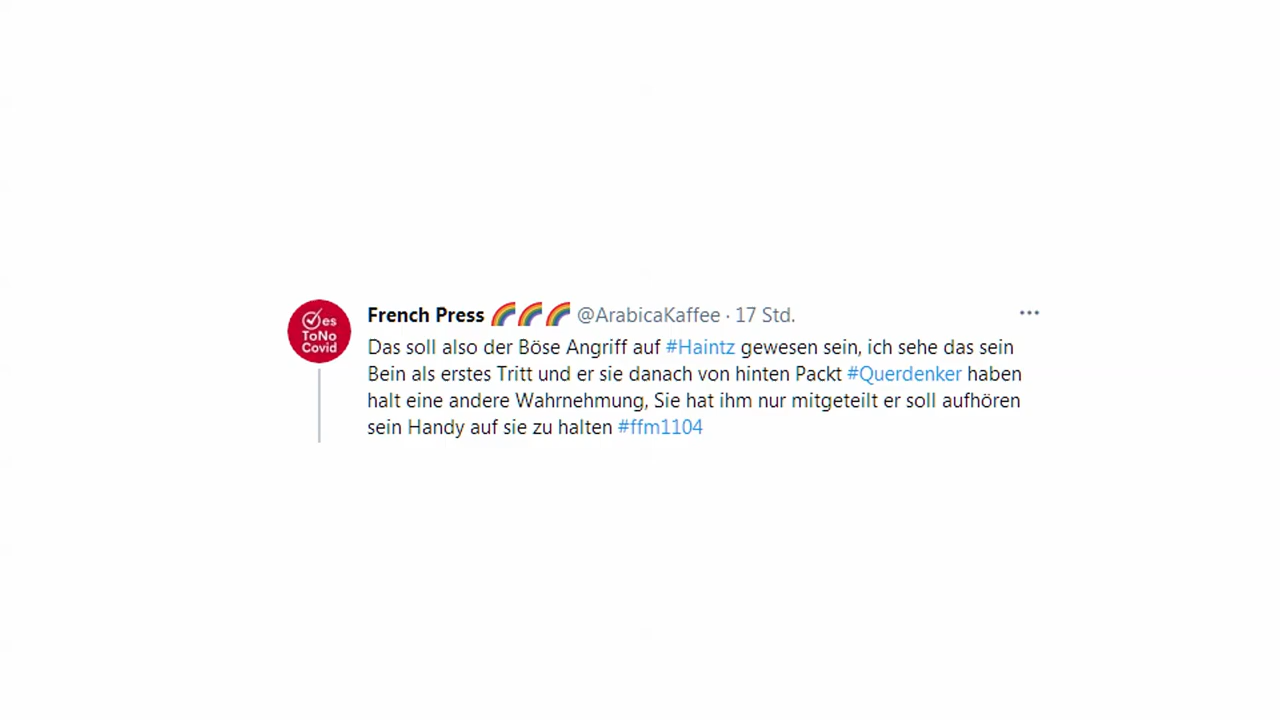 French Press 🌈🌈🌈 @ArabicaKaffee · 17 Std.
Das soll also der Böse Angriff auf #Haintz gewesen sein, ich sehe das sein
Bein als erstes Tritt und er sie danach von hinten Packt #Querdenker haben
halt eine andere Wahrnehmung, Sie hat ihm nur mitgeteilt er soll aufhören
sein Handy auf sie zu halten #ffm1104
Yes
ToNo
Covid